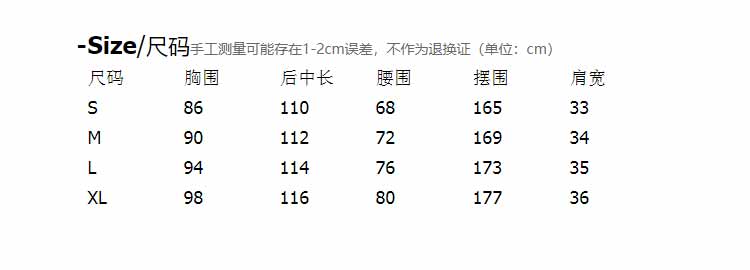 -Size/尺码手工测量可能存在1-2cm误差，不作为退换证（单位：cm）
尺码 胸围 后中长 腰围 摆围 肩宽
S 86 110 68 165 33
M 90 112 72 169 34
L 94 114 76 173 35
XL 98 116 80 177 36